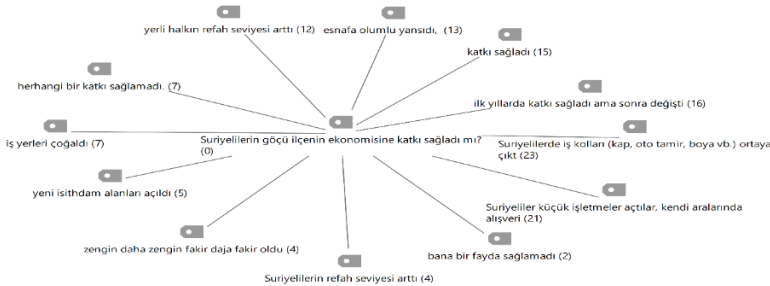 yerli halkın refah seviyesi arttı (12)
esnafa olumlu yansıdı, (13)
katkı sağladı (15)
herhangi bir katkı sağlamadı. (7)
ilk yıllarda katkı sağladı ama sonra değişti (16)
iş yerleri çoğaldı (7)
Suriyelilerin göçü ilçenin ekonomisine katkı sağladı mı?
(0)
Suriyelilerde iş kolları (kap, oto tamir, boya vb.) ortaya
çıkt (23)
yeni isithdam alanları açıldı (5)
Suriyeliler küçük işletmeler açtılar, kendi aralarında
alışveri (21)
zengin daha zengin fakir daja fakir oldu (4)
bana bir fayda sağlamadı (2)
Suriyelilerin refah seviyesi arttı (4)